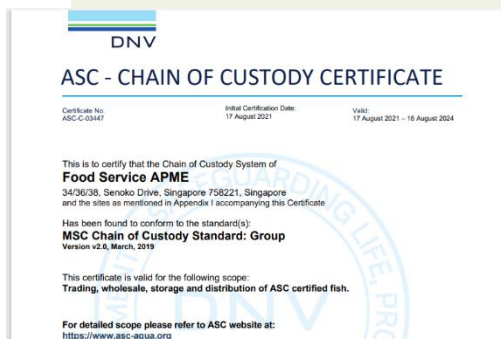 DNV
ASC - CHAIN OF CUSTODY CERTIFICATE
Certificate No. Initial Certification Date: Valid:
ASC-C-03447 17 August 2021 17 August 2021 – 16 August 2024
This is to certify that the Chain of Custody System of
Food Service APME
34/36/38, Senoko Drive, Singapore 758221, Singapore
and the sites as mentioned in Appendix I accompanying this Certificate
Has been found to conform to the standard(s):
MSC Chain of Custody Standard: Group
Version v2.0, March, 2019
This certificate is valid for the following scope:
Trading, wholesale, storage and distribution of ASC certified fish.
For detailed scope please refer to ASC website at:
https://www.asc-aqua.org